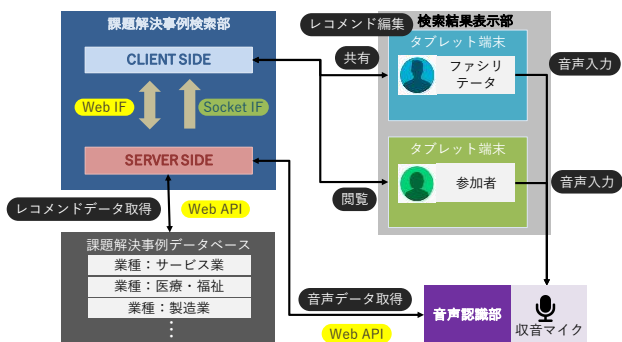 課題解決事例検索部
CLIENT SIDE
Web IF
Socket IF
SERVER SIDE
レコメンドデータ取得
Web API
課題解決事例データベース
業種：サービス業
業種：医療・福祉
業種：製造業
⋮
レコメンド編集
検索結果表示部
共有
タブレット端末
ファシリ
テータ
音声入力
タブレット端末
参加者
閲覧
音声入力
音声データ取得
Web API
音声認識部
収音マイク